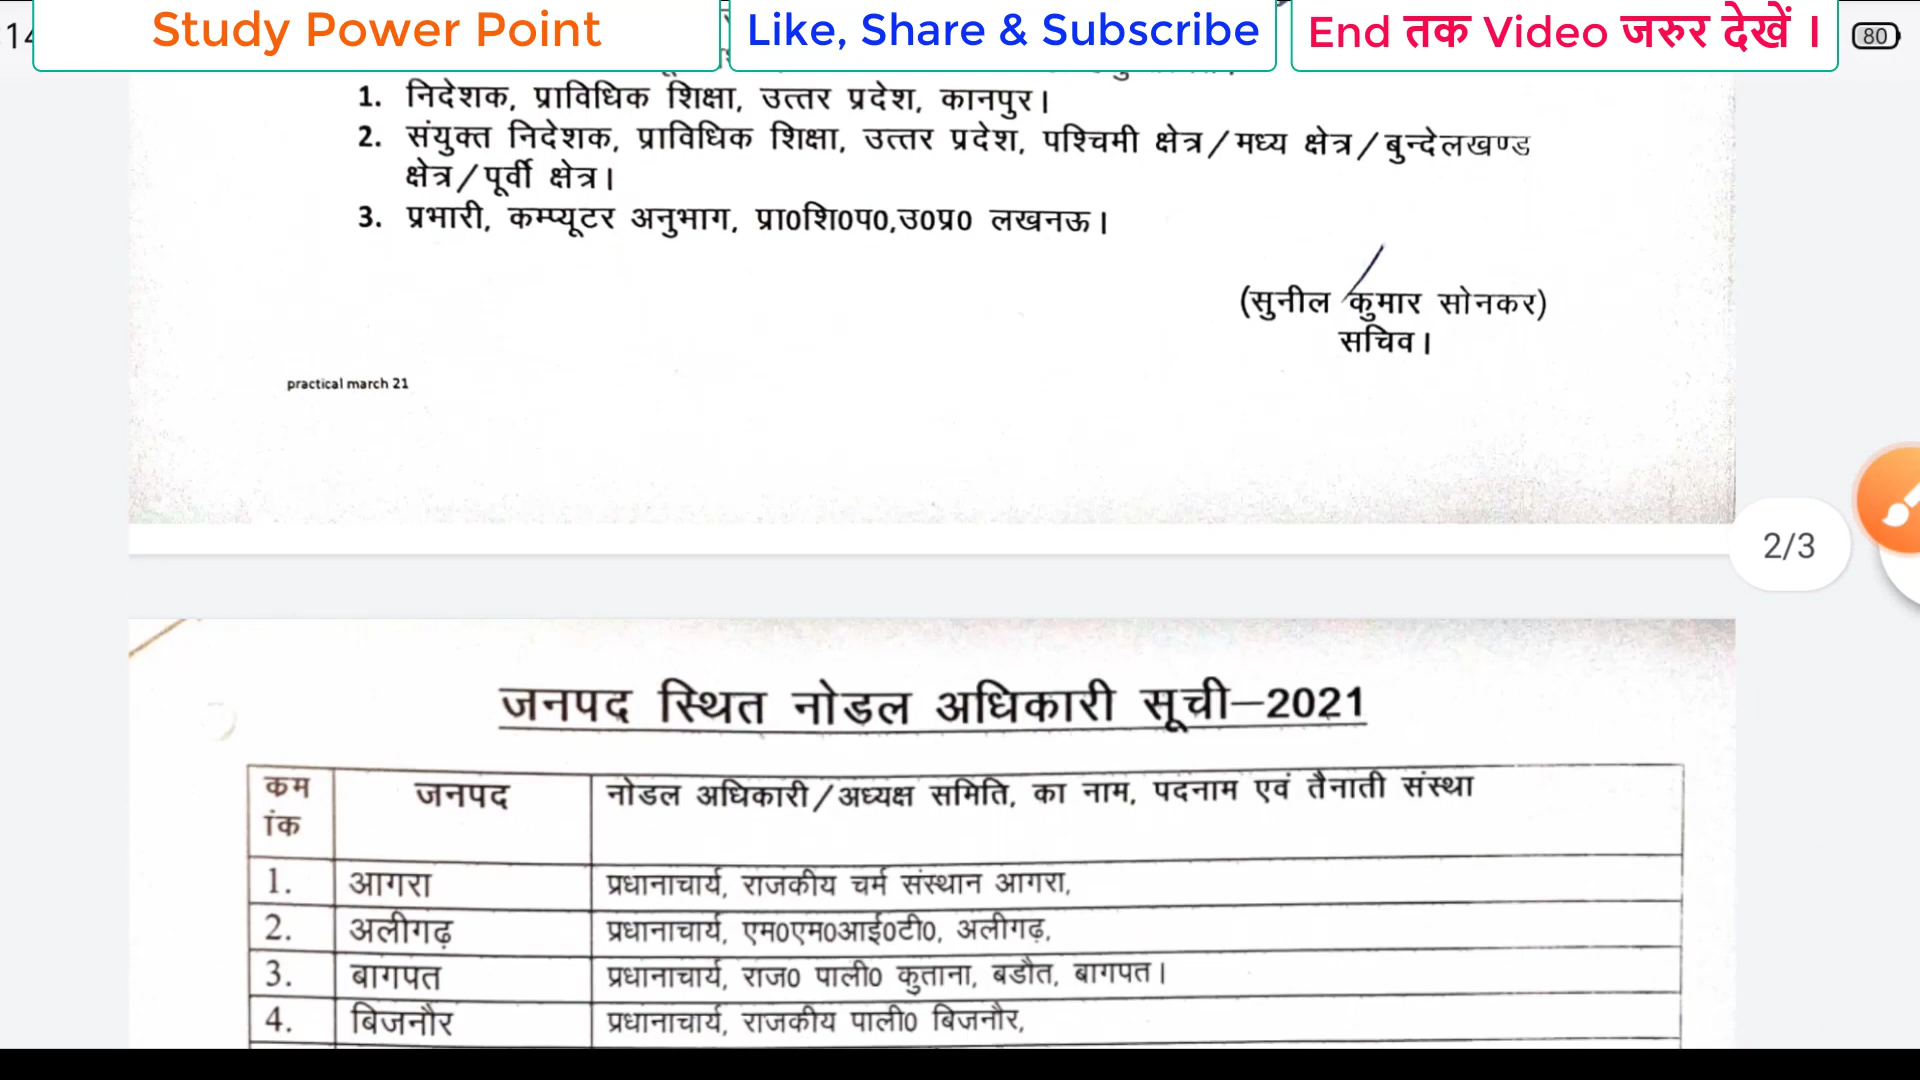 Study Power Point
Like, Share & Subscribe
End तक Video जरुर देखें ।
80
1. निदेशक, प्राविधिक शिक्षा, उत्तर प्रदेश, कानपुर।
2. संयुक्त निदेशक, प्राविधिक शिक्षा, उत्तर प्रदेश, पश्चिमी क्षेत्र/मध्य क्षेत्र/बुन्देलखण्ड
क्षेत्र/पूर्वी क्षेत्र।
3. प्रभारी, कम्प्यूटर अनुभाग, प्रा0शि0प0,उ0प्र0 लखनऊ।
(सुनील कुमार सोनकर)
सचिव।
practical march 21
2/3
जनपद स्थित नोडल अधिकारी सूची–2021
कम जनपद नोडल अधिकारी/अध्यक्ष समिति, का नाम, पदनाम एवं तैनाती संस्था
ांक
1. आगरा प्रधानाचार्य, राजकीय चर्म संस्थान आगरा,
2. अलीगढ़ प्रधानाचार्य, एम0एम0आई0टी0, अलीगढ़,
3. बागपत प्रधानाचार्य, राज0 पाली0 कुताना, बडौत, बागपत।
4. बिजनौर प्रधानाचार्य, राजकीय पाली0 बिजनौर,